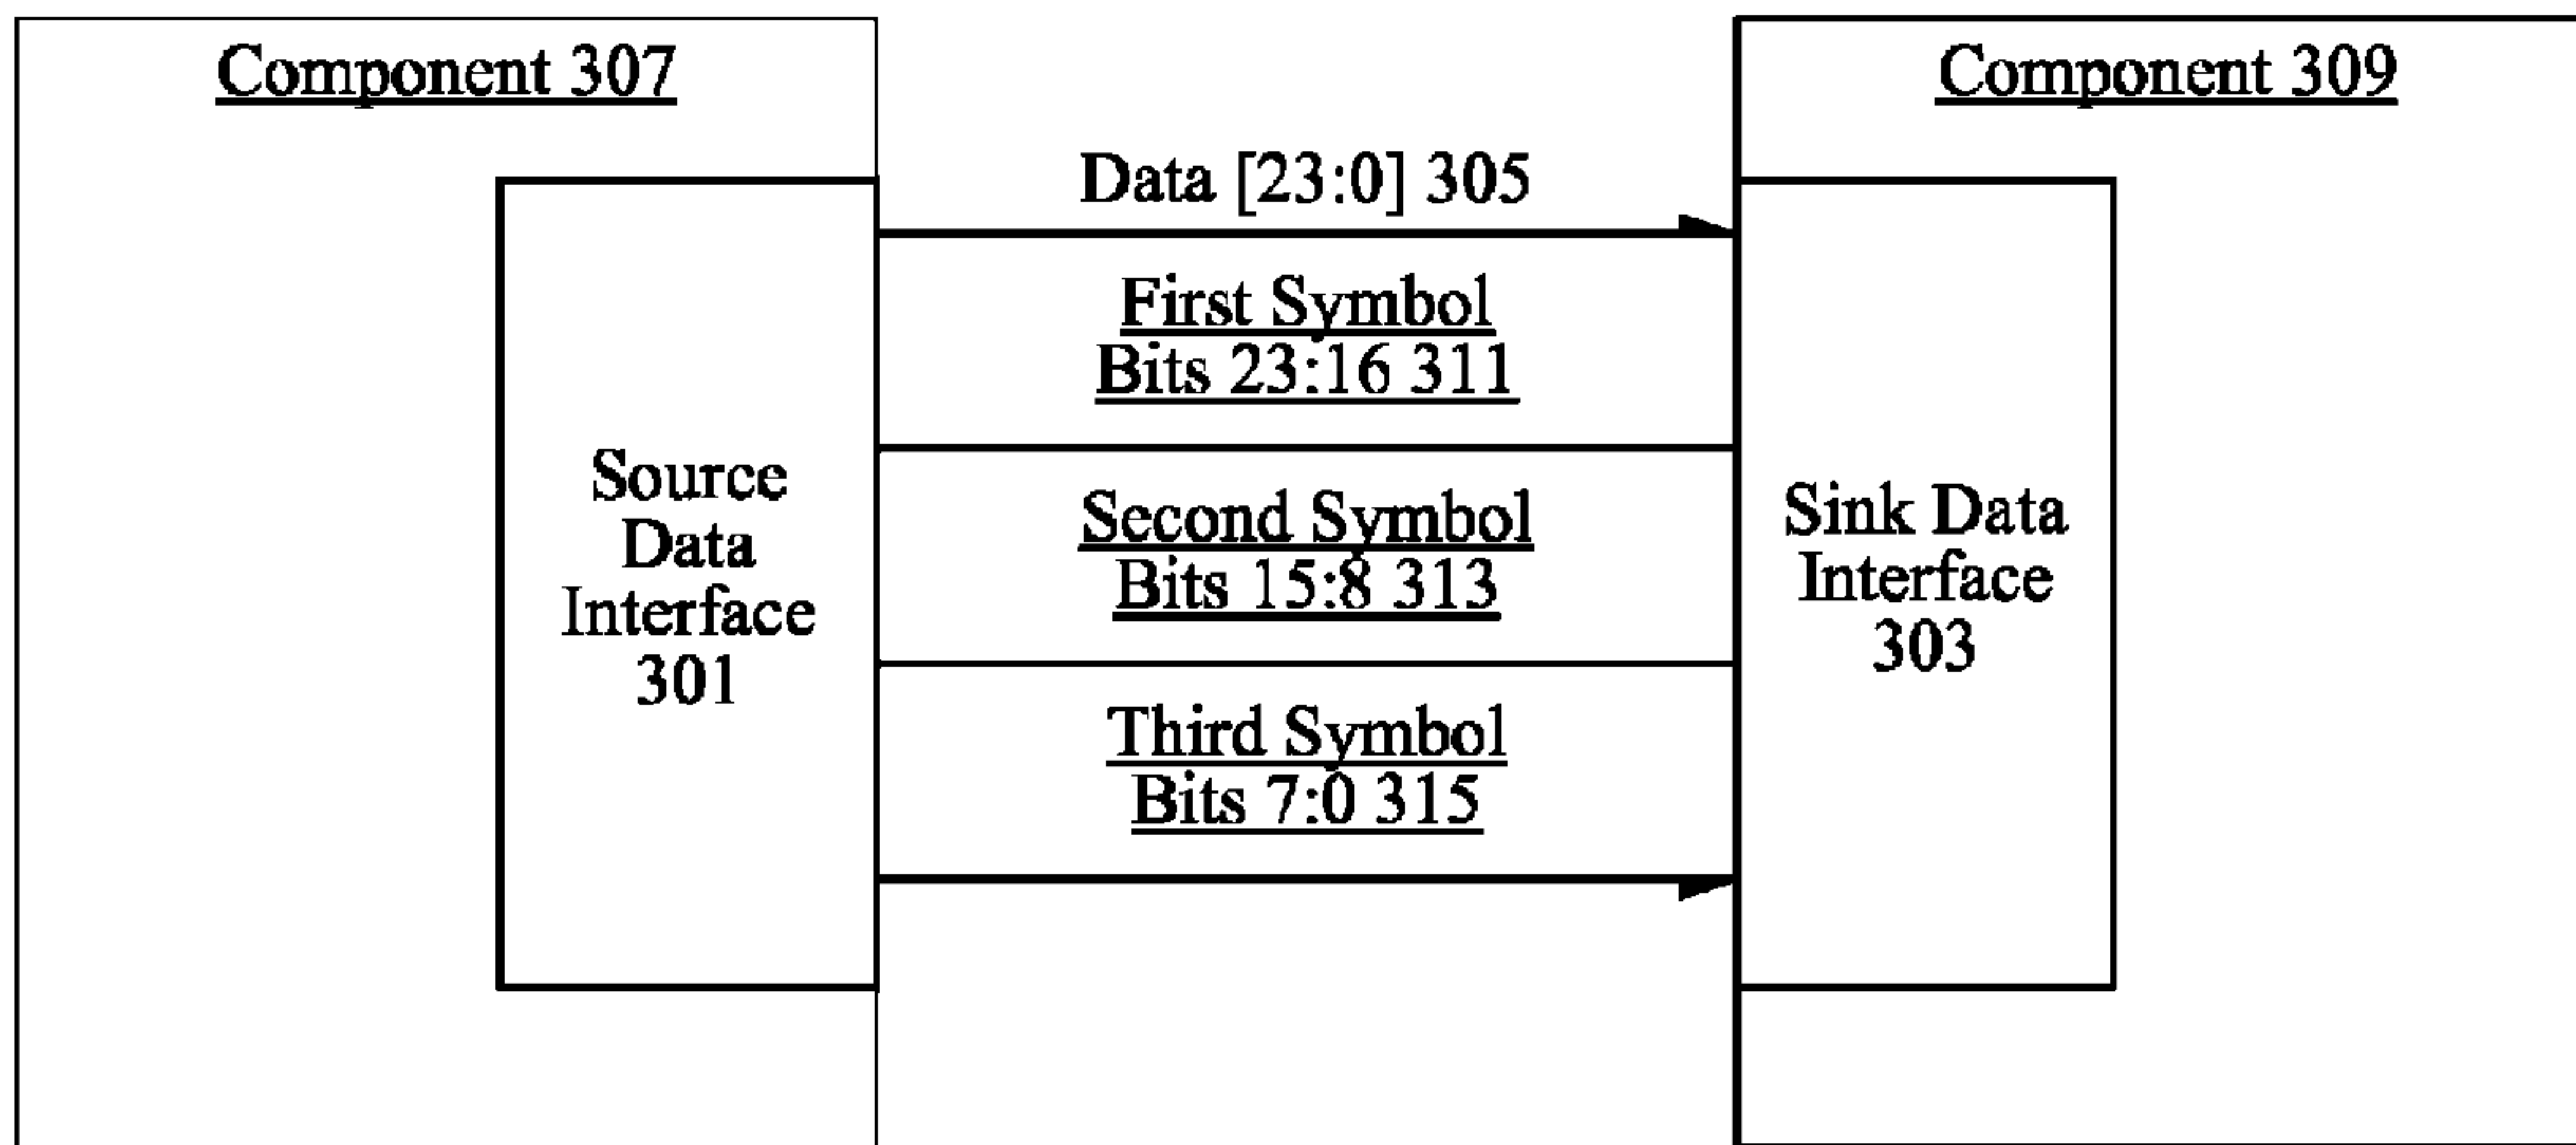 Component 307
Component 309
Data [23:0] 305
First Symbol
Bits 23:16 311
Second Symbol
Bits 15:8 313
Third Symbol
Bits 7:0 315
Source
Data
Interface
301
Sink Data
Interface
303